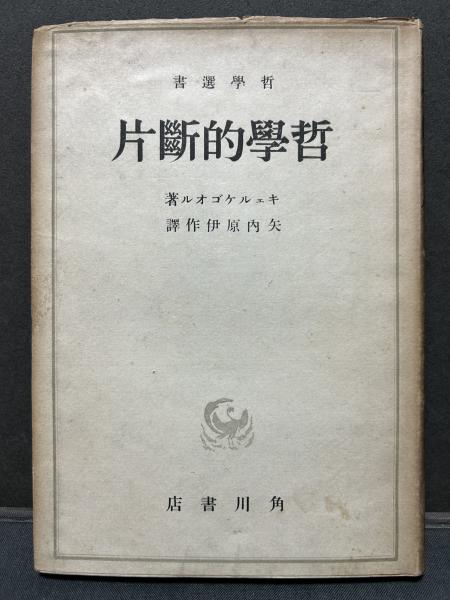 哲學選書
哲學的斷片
キェルケゴオル著
矢内原伊作譯
角川書店